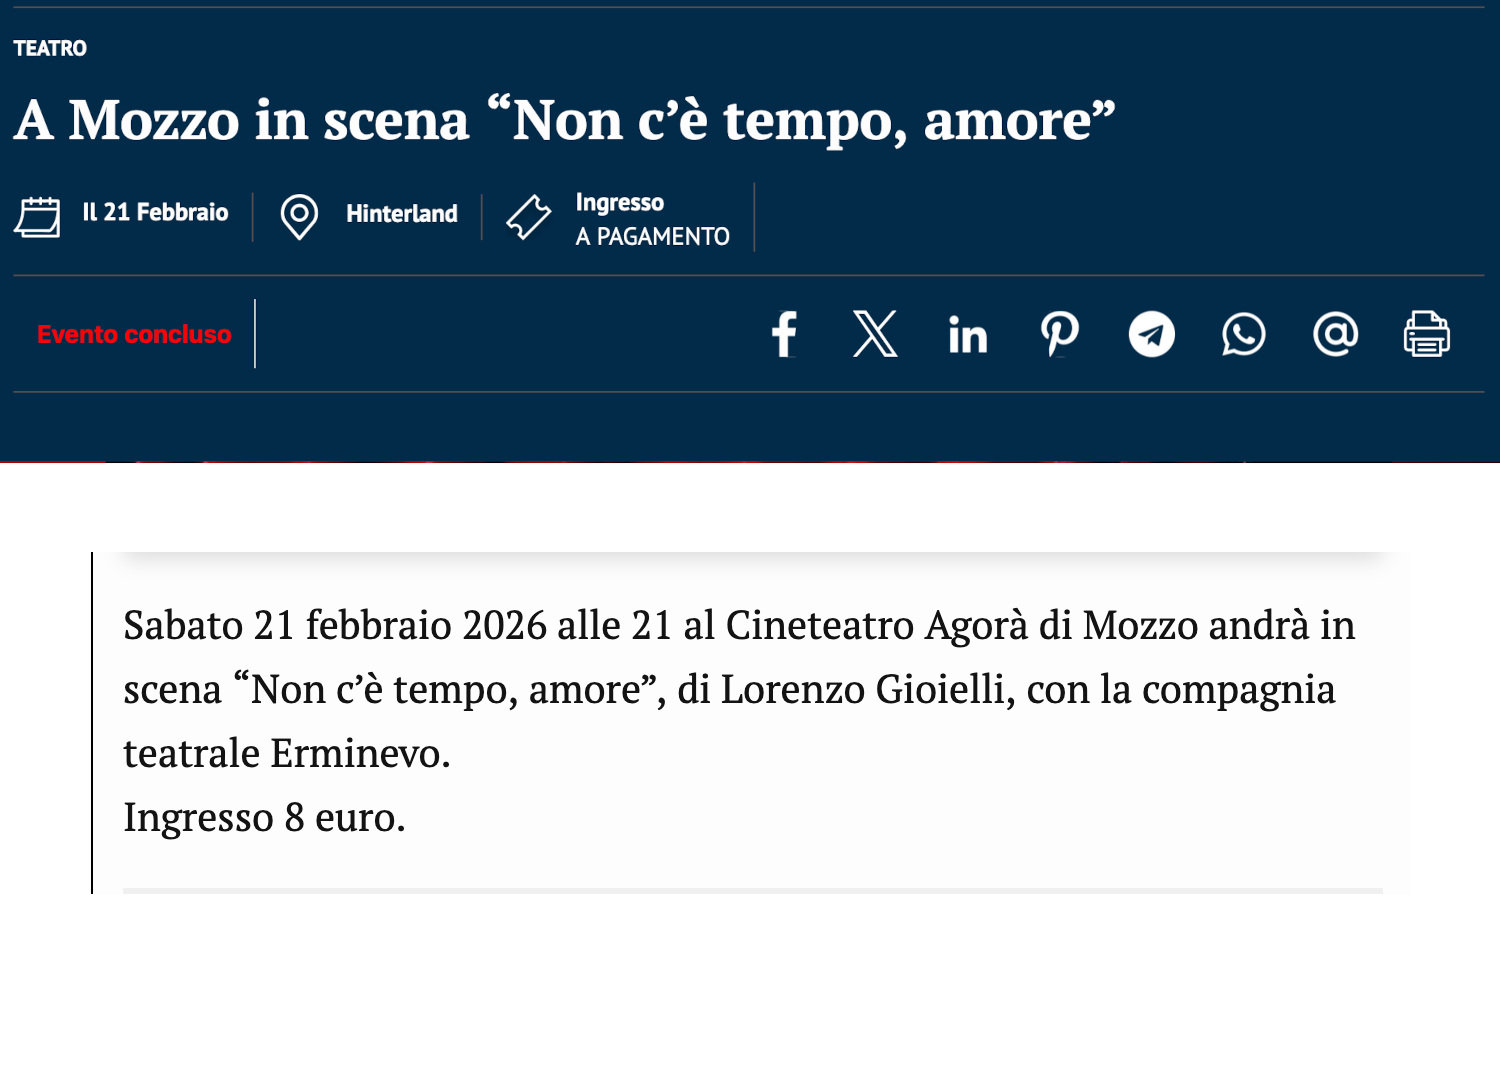 TEATRO
A Mozzo in scena “Non c’è tempo, amore”
Il 21 Febbraio
Hinterland
Ingresso
A PAGAMENTO
Evento concluso
Sabato 21 febbraio 2026 alle 21 al Cineteatro Agorà di Mozzo andrà in
scena “Non c’è tempo, amore”, di Lorenzo Gioielli, con la compagnia
teatrale Erminevo.
Ingresso 8 euro.